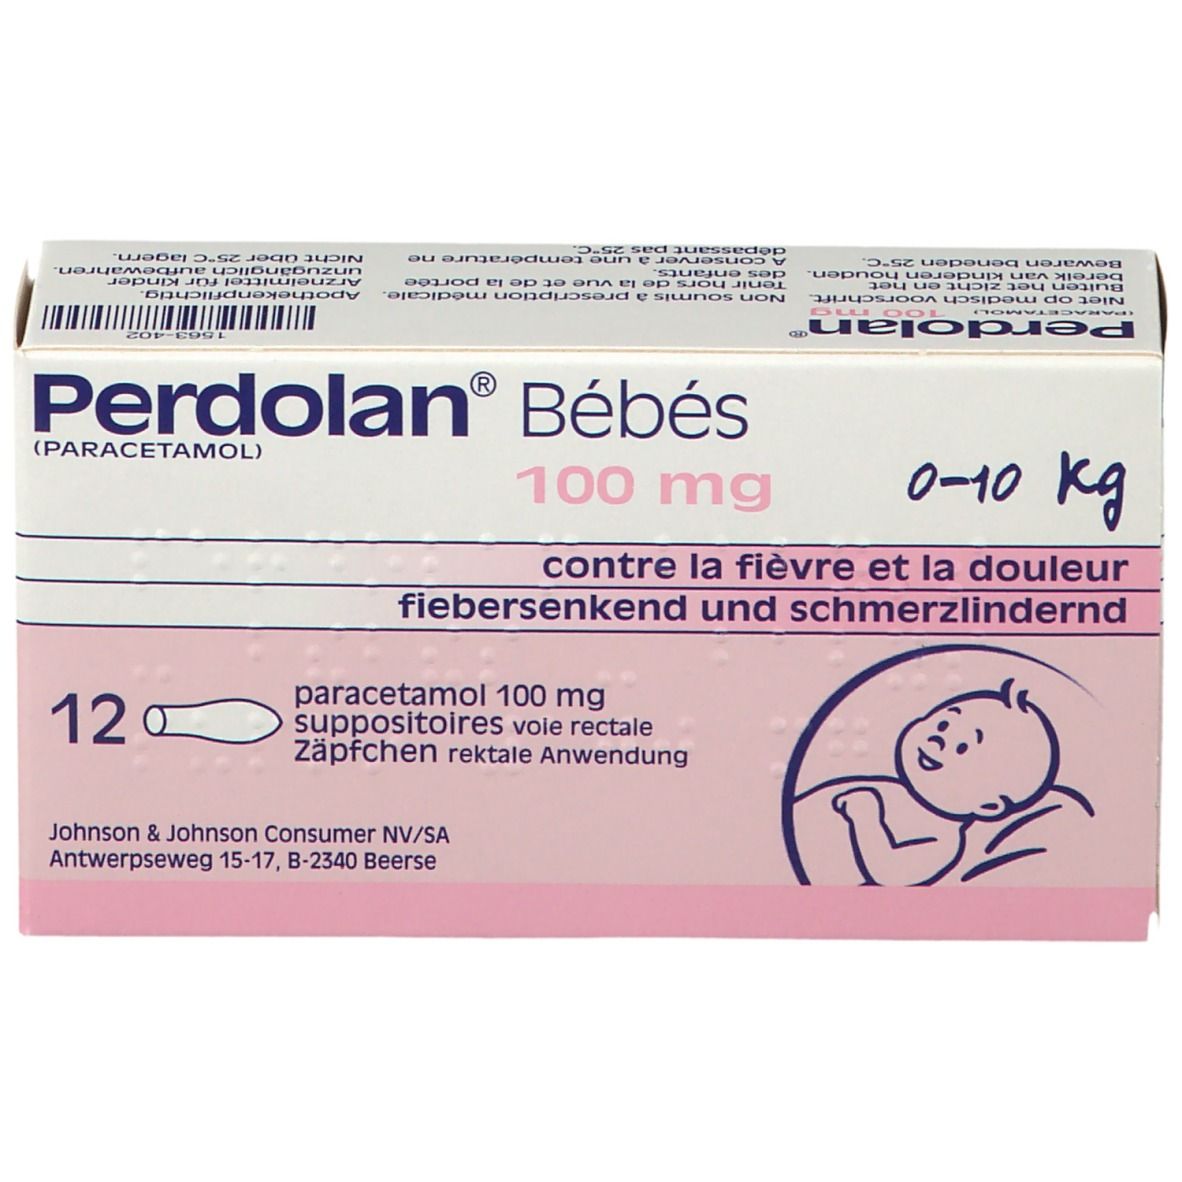 Apothekenpflichtig.
Arzneimittel für Kinder
unzugänglich aufbewahren.
Nicht über 25°C lagern.
1563-402
Non soumis à prescription médicale.
Tenir hors de la vue et de la portée
des enfants.
A conserver à une température ne
dépassant pas 25°C.
Perdolan®
(PARACETAMOL) 100 mg
Niet op medisch voorschrift.
Buiten het zicht en het
bereik van kinderen houden.
Bewaren beneden 25°C.
Perdolan® Bébés
(PARACETAMOL)
100 mg
0-10 Kg
contre la fièvre et la douleur
fiebersenkend und schmerzlindernd
12
paracetamol 100 mg
suppositoires voie rectale
Zäpfchen rektale Anwendung
Johnson & Johnson Consumer NV/SA
Antwerpseweg 15-17, B-2340 Beerse